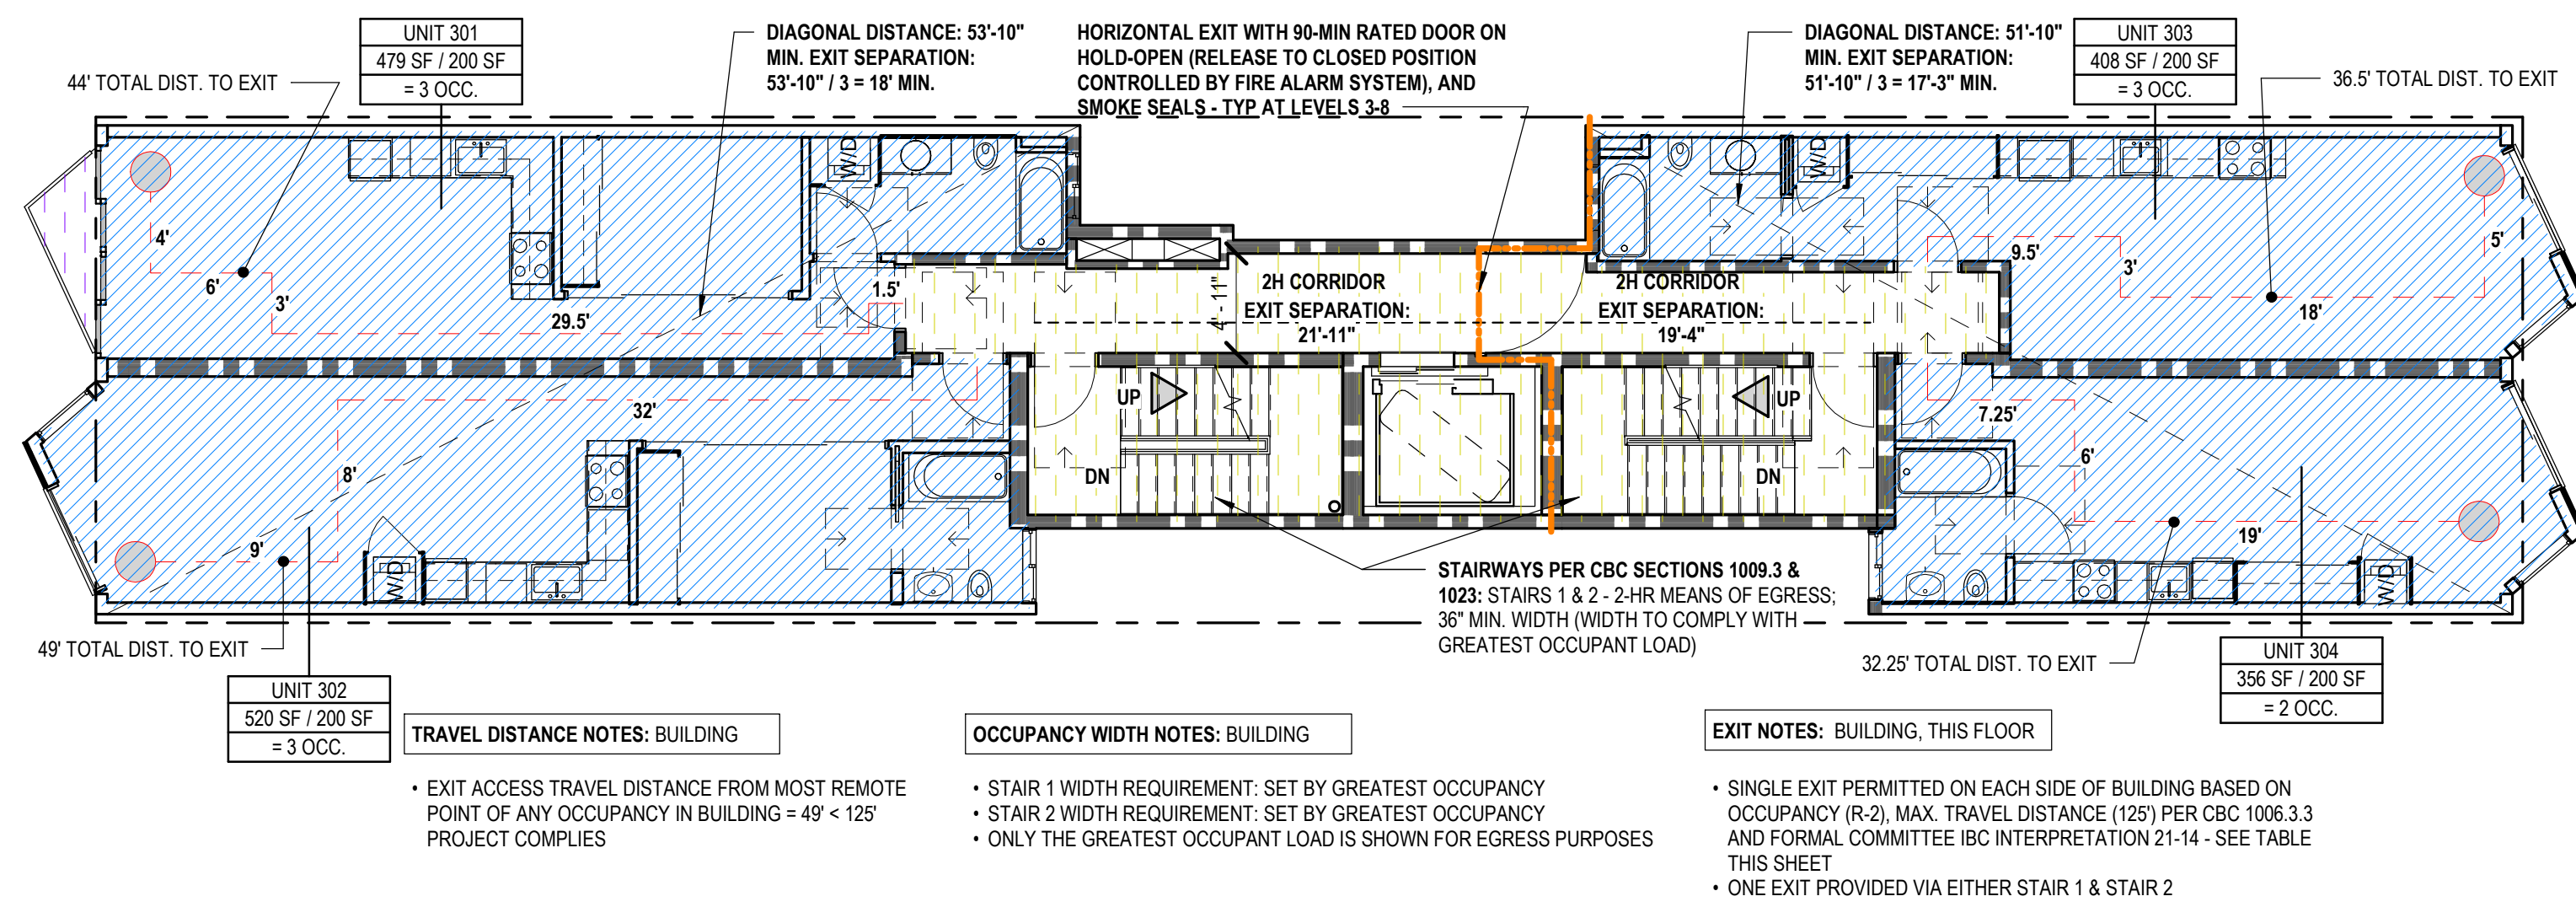 UNIT 301
479 SF / 200 SF
= 3 OCC.
44' TOTAL DIST. TO EXIT
DIAGONAL DISTANCE: 53'-10"
MIN. EXIT SEPARATION:
53'-10" / 3 = 18' MIN.
HORIZONTAL EXIT WITH 90-MIN RATED DOOR ON
HOLD-OPEN (RELEASE TO CLOSED POSITION
CONTROLLED BY FIRE ALARM SYSTEM), AND
SMOKE SEALS - TYP AT LEVELS 3-8
DIAGONAL DISTANCE: 51'-10"
MIN. EXIT SEPARATION:
51'-10" / 3 = 17'-3" MIN.
UNIT 303
408 SF / 200 SF
= 3 OCC.
36.5' TOTAL DIST. TO EXIT
W/D
W/D
4'
6'
3'
29.5'
1.5'
4'-11"
2H CORRIDOR
EXIT SEPARATION:
21'-11"
2H CORRIDOR
EXIT SEPARATION:
19'-4"
9.5'
3'
5'
18'
32'
8'
9'
W/D
UP
DN
UP
DN
7.25'
6'
19'
W/D
49' TOTAL DIST. TO EXIT
UNIT 302
520 SF / 200 SF
= 3 OCC.
STAIRWAYS PER CBC SECTIONS 1009.3 &
1023: STAIRS 1 & 2 - 2-HR MEANS OF EGRESS;
36" MIN. WIDTH (WIDTH TO COMPLY WITH
GREATEST OCCUPANT LOAD)
32.25' TOTAL DIST. TO EXIT
UNIT 304
356 SF / 200 SF
= 2 OCC.
TRAVEL DISTANCE NOTES: BUILDING
• EXIT ACCESS TRAVEL DISTANCE FROM MOST REMOTE
POINT OF ANY OCCUPANCY IN BUILDING = 49' < 125'
PROJECT COMPLIES
OCCUPANCY WIDTH NOTES: BUILDING
• STAIR 1 WIDTH REQUIREMENT: SET BY GREATEST OCCUPANCY
• STAIR 2 WIDTH REQUIREMENT: SET BY GREATEST OCCUPANCY
• ONLY THE GREATEST OCCUPANT LOAD IS SHOWN FOR EGRESS PURPOSES
EXIT NOTES: BUILDING, THIS FLOOR
• SINGLE EXIT PERMITTED ON EACH SIDE OF BUILDING BASED ON
OCCUPANCY (R-2), MAX. TRAVEL DISTANCE (125') PER CBC 1006.3.3
AND FORMAL COMMITTEE IBC INTERPRETATION 21-14 - SEE TABLE
THIS SHEET
• ONE EXIT PROVIDED VIA EITHER STAIR 1 & STAIR 2